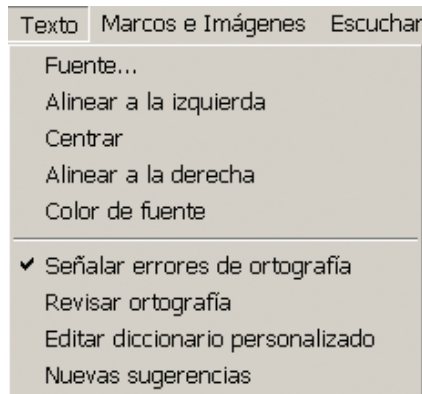 Texto Marcos e Imágenes Escuchar
Fuente...
Alinear a la izquierda
Centrar
Alinear a la derecha
Color de fuente
Señalar errores de ortografía
Revisar ortografía
Editar diccionario personalizado
Nuevas sugerencias